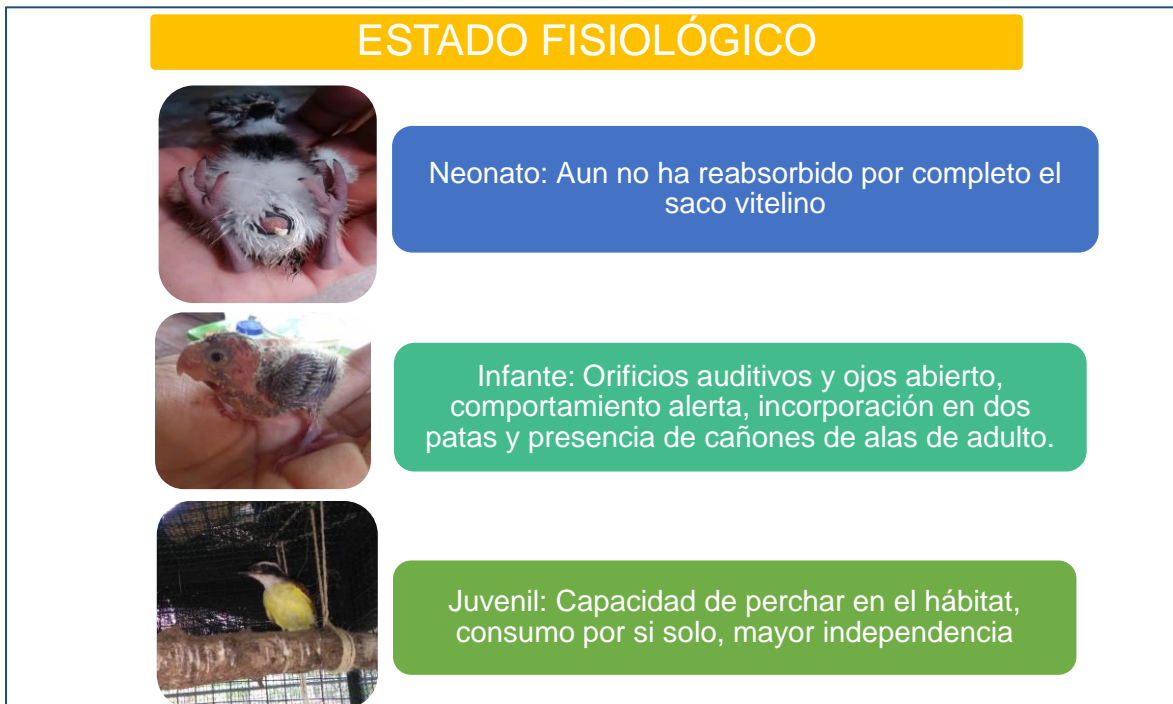 ESTADO FISIOLÓGICO
Neonato: Aun no ha reabsorbido por completo el
saco vitelino
Infante: Orificios auditivos y ojos abierto,
comportamiento alerta, incorporación en dos
patas y presencia de cañones de alas de adulto.
Juvenil: Capacidad de perchar en el hábitat,
consumo por si solo, mayor independencia